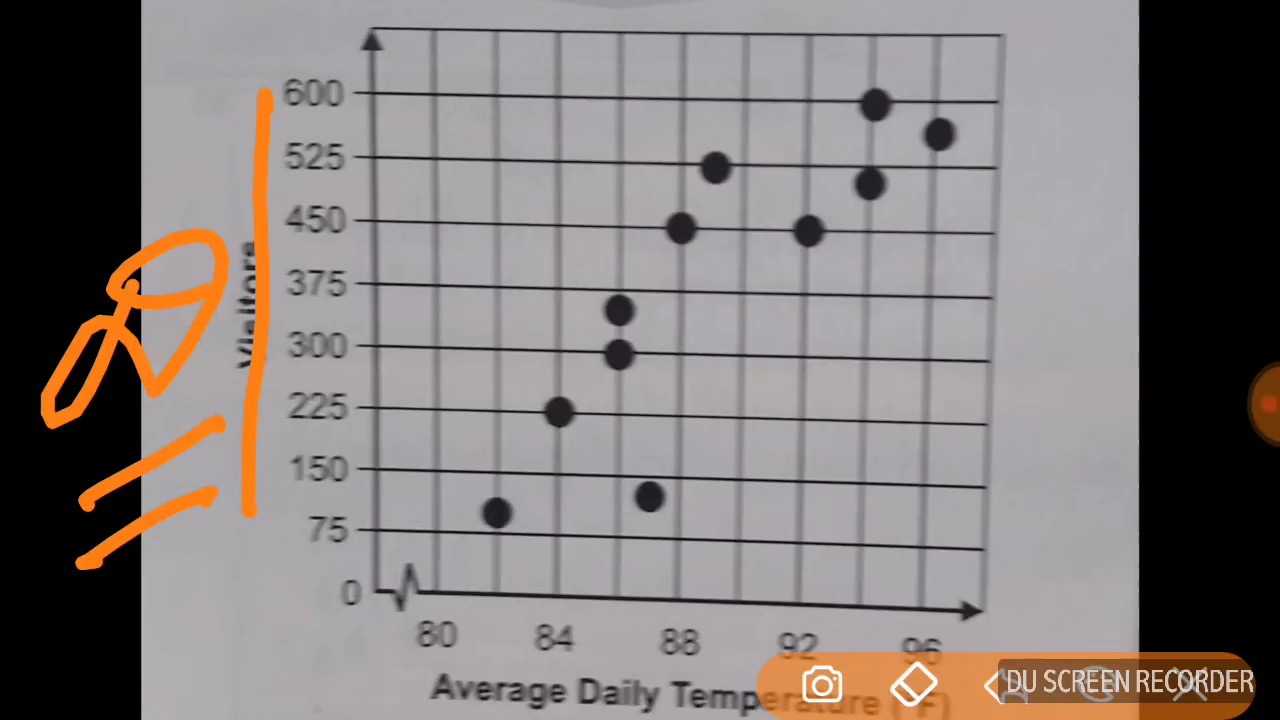 600
525
450
375
300
225
150
75
0
Visitors
80 84 88 92 96
Average Daily Temperature (°F)
DU SCREEN RECORDER